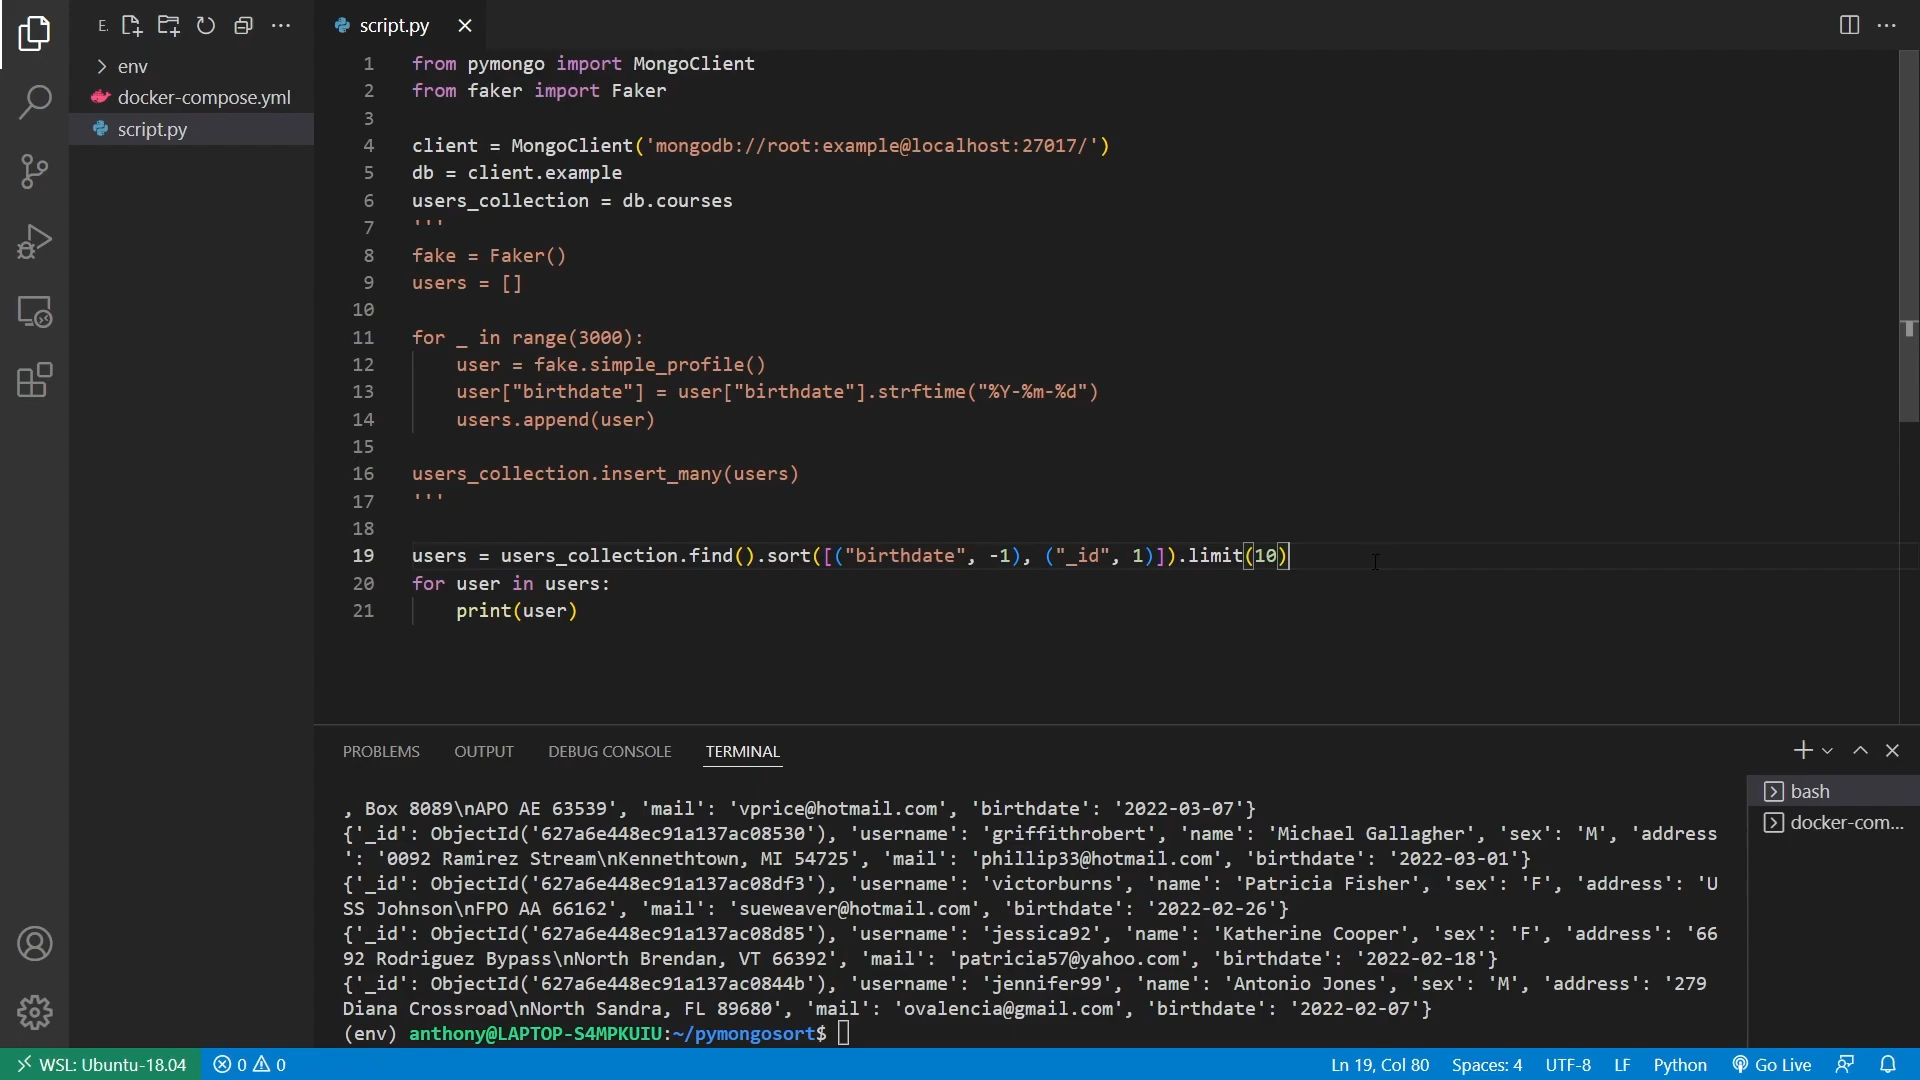 E.
script.py
env
docker-compose.yml
script.py
1 from pymongo import MongoClient
2 from faker import Faker
3
4 client = MongoClient('mongodb://root:example@localhost:27017/')
5 db = client.example
6 users_collection = db.courses
7 '''
8 fake = Faker()
9 users = []
10
11 for _ in range(3000):
12 user = fake.simple_profile()
13 user["birthdate"] = user["birthdate"].strftime("%Y-%m-%d")
14 users.append(user)
15
16 users_collection.insert_many(users)
17 '''
18
19 users = users_collection.find().sort([("birthdate", -1), ("_id", 1)]).limit(10)
20 for user in users:
21 print(user)
PROBLEMS OUTPUT DEBUG CONSOLE TERMINAL
, Box 8089\nAPO AE 63539', 'mail': 'vprice@hotmail.com', 'birthdate': '2022-03-07'}
{'_id': ObjectId('627a6e448ec91a137ac08530'), 'username': 'griffithrobert', 'name': 'Michael Gallagher', 'sex': 'M', 'address
': '0092 Ramirez Stream\nKennethtown, MI 54725', 'mail': 'phillip33@hotmail.com', 'birthdate': '2022-03-01'}
{'_id': ObjectId('627a6e448ec91a137ac08df3'), 'username': 'victorburns', 'name': 'Patricia Fisher', 'sex': 'F', 'address': 'U
SS Johnson\nFPO AA 66162', 'mail': 'sueweaver@hotmail.com', 'birthdate': '2022-02-26'}
{'_id': ObjectId('627a6e448ec91a137ac08d85'), 'username': 'jessica92', 'name': 'Katherine Cooper', 'sex': 'F', 'address': '66
92 Rodriguez Bypass\nNorth Brendan, VT 66392', 'mail': 'patricia57@yahoo.com', 'birthdate': '2022-02-18'}
{'_id': ObjectId('627a6e448ec91a137ac0844b'), 'username': 'jennifer99', 'name': 'Antonio Jones', 'sex': 'M', 'address': '279
Diana Crossroad\nNorth Sandra, FL 89680', 'mail': 'ovalencia@gmail.com', 'birthdate': '2022-02-07'}
(env) anthony@LAPTOP-S4MPKUIU:~/pymongosort$
bash
docker-com...
WSL: Ubuntu-18.04 0 0 Ln 19, Col 80 Spaces: 4 UTF-8 LF Python Go Live